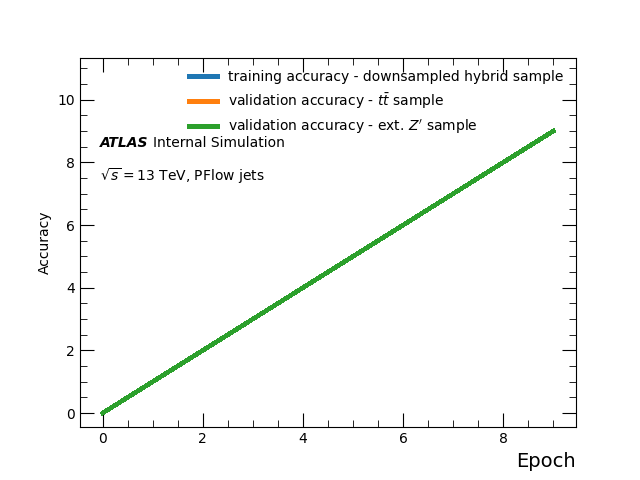 training accuracy - downsampled hybrid sample
validation accuracy - tt̄ sample
validation accuracy - ext. Z′ sample
ATLAS Internal Simulation
√s = 13 TeV, PFlow jets
Accuracy
10
8
6
4
2
0
0 2 4 6 8
Epoch